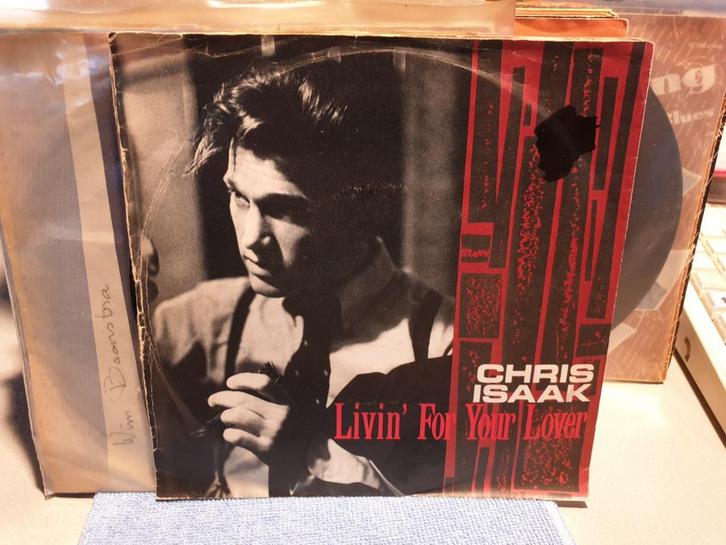 CHRIS
ISAAK
Livin' For Your Lover
Wim Boonstra